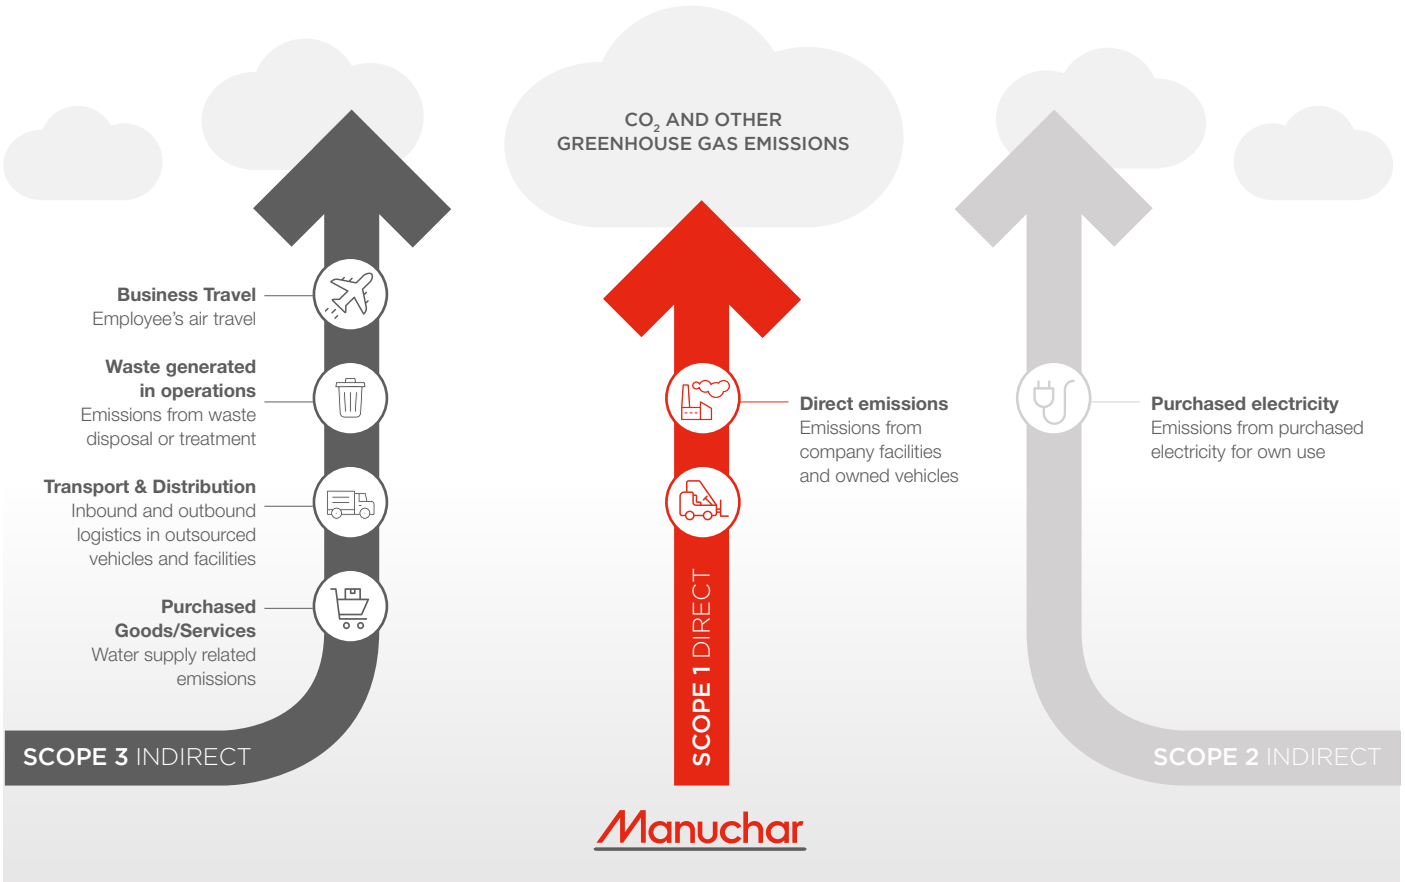 CO₂ AND OTHER
GREENHOUSE GAS EMISSIONS
Business Travel
Employee's air travel
Waste generated
in operations
Emissions from waste
disposal or treatment
Transport & Distribution
Inbound and outbound
logistics in outsourced
vehicles and facilities
Purchased
Goods/Services
Water supply related
emissions
SCOPE 3 INDIRECT
Direct emissions
Emissions from
company facilities
and owned vehicles
SCOPE 1 DIRECT
Purchased electricity
Emissions from purchased
electricity for own use
SCOPE 2 INDIRECT
Manuchar